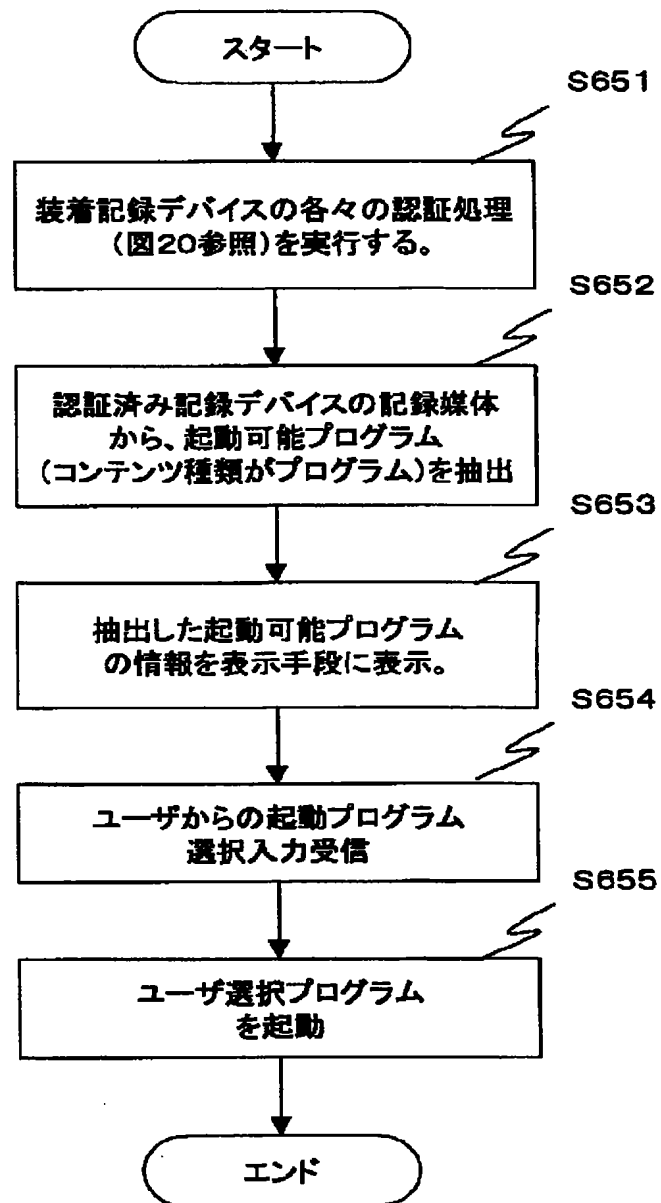 スタート
S651
装着記録デバイスの各々の認証処理
(図20参照)を実行する。
S652
認証済み記録デバイスの記録媒体
から、起動可能プログラム
(コンテンツ種類がプログラム)を抽出
S653
抽出した起動可能プログラム
の情報を表示手段に表示。
S654
ユーザからの起動プログラム
選択入力受信
S655
ユーザ選択プログラム
を起動
エンド